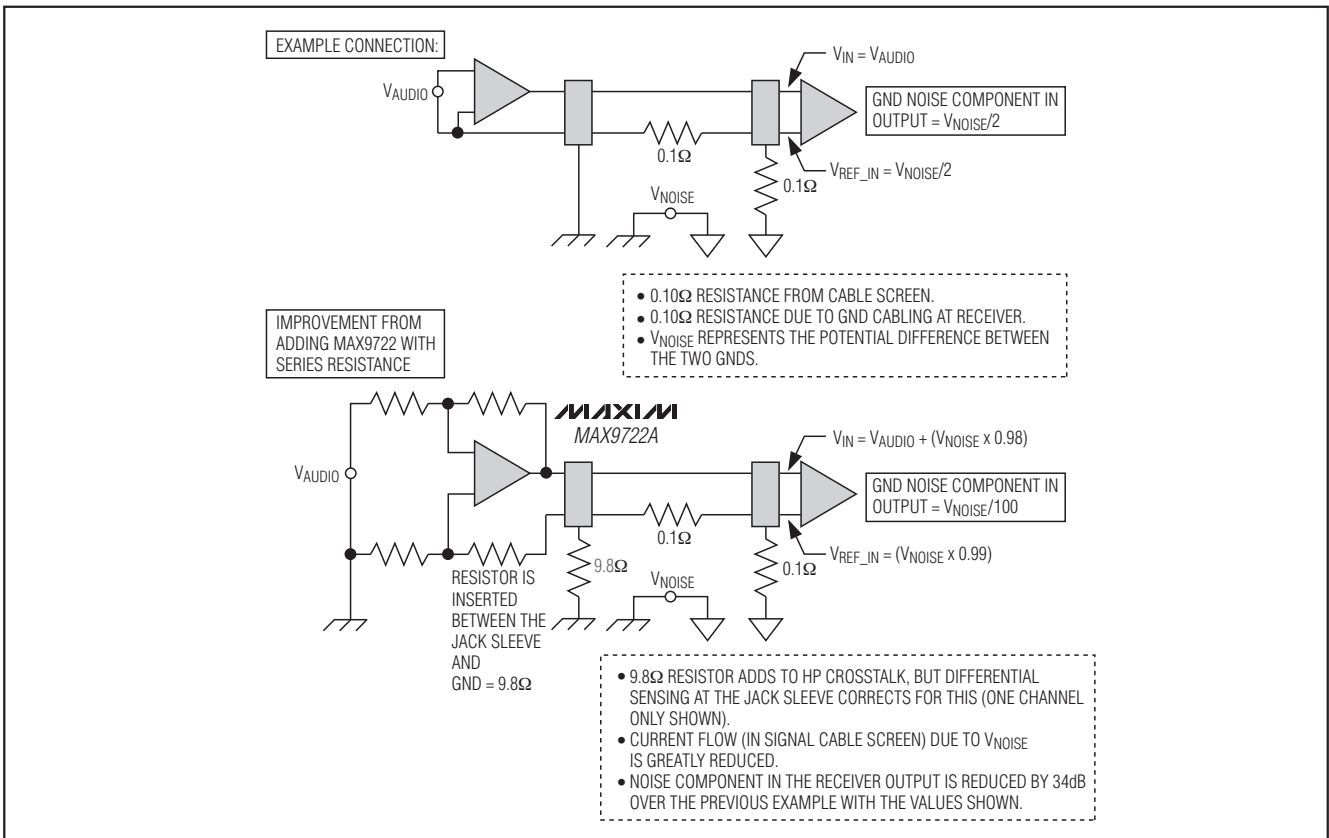 EXAMPLE CONNECTION:
VAUDIO
VIN = VAUDIO
GND NOISE COMPONENT IN
OUTPUT = VNOISE/2
0.1Ω
VREF_IN = VNOISE/2
0.1Ω
VNOISE
• 0.10Ω RESISTANCE FROM CABLE SCREEN.
• 0.10Ω RESISTANCE DUE TO GND CABLING AT RECEIVER.
• VNOISE REPRESENTS THE POTENTIAL DIFFERENCE BETWEEN
THE TWO GNDS.
IMPROVEMENT FROM
ADDING MAX9722 WITH
SERIES RESISTANCE
MAXIM
MAX9722A
VAUDIO
VIN = VAUDIO + (VNOISE x 0.98)
GND NOISE COMPONENT IN
OUTPUT = VNOISE/100
0.1Ω
VREF_IN = (VNOISE x 0.99)
9.8Ω
0.1Ω
VNOISE
RESISTOR IS
INSERTED
BETWEEN THE
JACK SLEEVE
AND
GND = 9.8Ω
• 9.8Ω RESISTOR ADDS TO HP CROSSTALK, BUT DIFFERENTIAL
SENSING AT THE JACK SLEEVE CORRECTS FOR THIS (ONE CHANNEL
ONLY SHOWN).
• CURRENT FLOW (IN SIGNAL CABLE SCREEN) DUE TO VNOISE
IS GREATLY REDUCED.
• NOISE COMPONENT IN THE RECEIVER OUTPUT IS REDUCED BY 34dB
OVER THE PREVIOUS EXAMPLE WITH THE VALUES SHOWN.